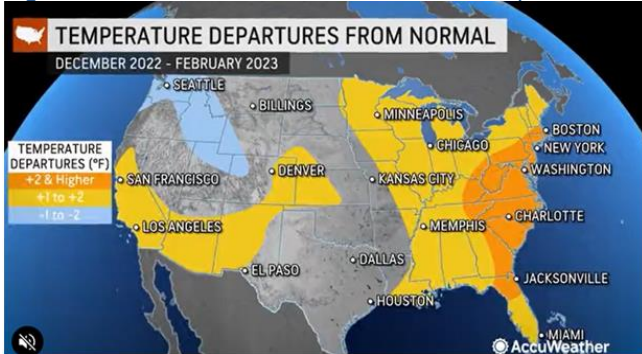 TEMPERATURE DEPARTURES FROM NORMAL
DECEMBER 2022 - FEBRUARY 2023
SEATTLE
BILLINGS
MINNEAPOLIS
BOSTON
CHICAGO
NEW YORK
TEMPERATURE
DEPARTURES (°F)
+2 & Higher
+1 to +2
-1 to -2
DENVER
WASHINGTON
SAN FRANCISCO
KANSAS CITY
CHARLOTTE
LOS ANGELES
MEMPHIS
DALLAS
EL PASO
JACKSONVILLE
HOUSTON
MIAMI
AccuWeather